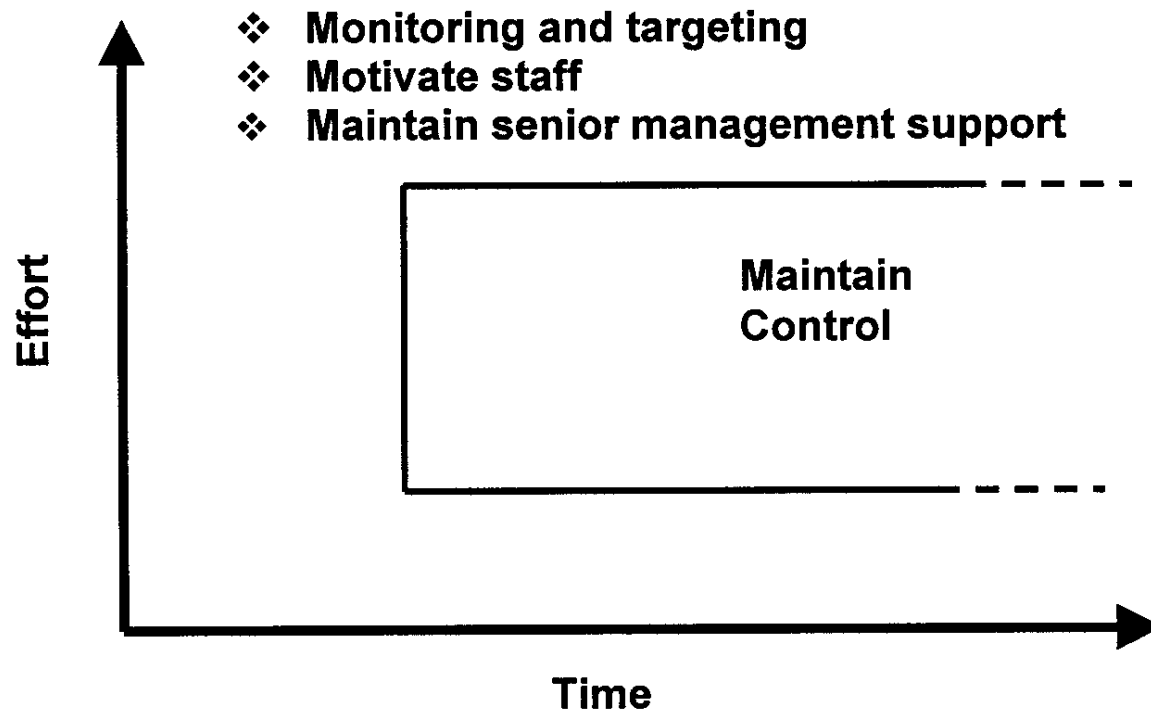 ❖ Monitoring and targeting
❖ Motivate staff
❖ Maintain senior management support
Effort
Maintain
Control
Time